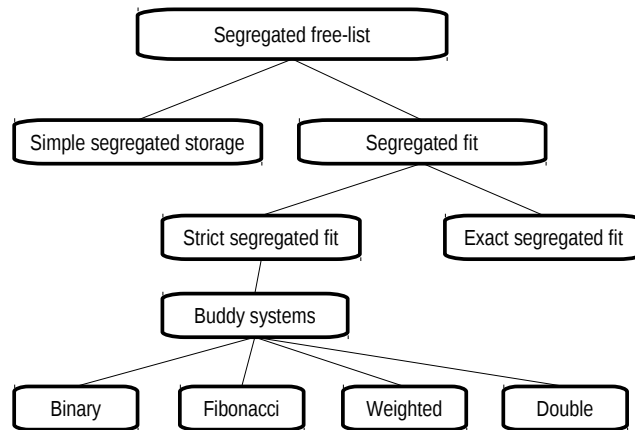 Segregated free-list
Simple segregated storage
Segregated fit
Strict segregated fit
Exact segregated fit
Buddy systems
Binary
Fibonacci
Weighted
Double